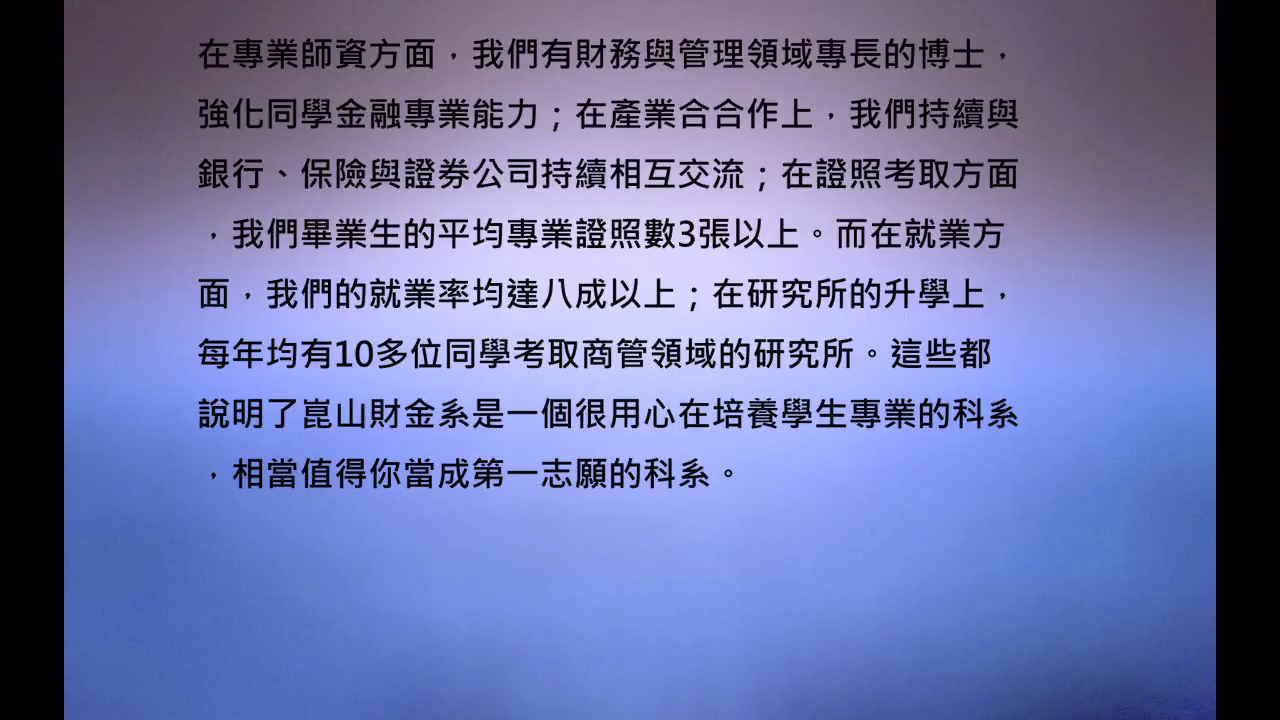 在專業師資方面，我們有財務與管理領域專長的博士，
強化同學金融專業能力；在產業合合作上，我們持續與
銀行、保險與證券公司持續相互交流；在證照考取方面
，我們畢業生的平均專業證照數3張以上。而在就業方
面，我們的就業率均達八成以上；在研究所的升學上，
每年均有10多位同學考取商管領域的研究所。這些都
說明了崑山財金系是一個很用心在培養學生專業的科系
，相當值得你當成第一志願的科系。